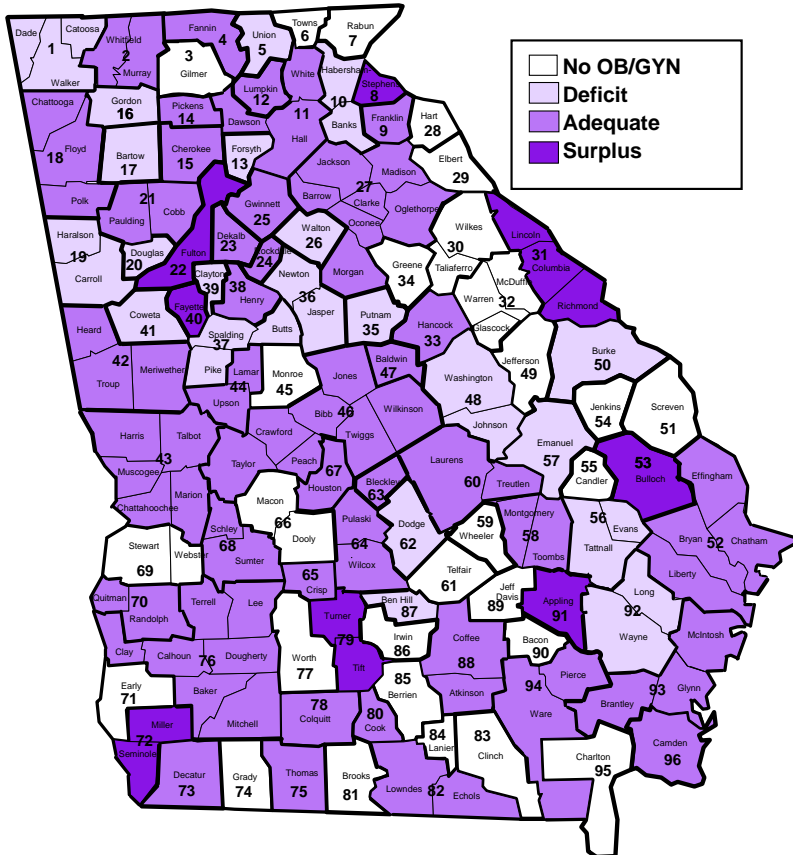 No OB/GYN
Deficit
Adequate
Surplus
Dade
Catoosa
1
Walker
Whitfield
2
Murray
Fannin
4
3
Gilmer
Union
5
Towns
6
Rabun
7
Chattooga
18
Floyd
Polk
Gordon
16
Pickens
14
Lumpkin
12
White
Habersham
10
Banks
Stephens
8
Franklin
9
Hart
28
Dawson
11
Hall
Bartow
17
Cherokee
15
Forsyth
13
Jackson
27
Madison
Elbert
29
Barrow
Clarke
Oconee
Oglethorpe
21
Paulding
Cobb
Gwinnett
25
Haralson
19
Carroll
Douglas
20
Fulton
22
Dekalb
23
Rockdale
24
Walton
26
Newton
Morgan
Greene
34
Wilkes
30
Taliaferro
Lincoln
31
Columbia
Richmond
McDuff
Warren
32
Glascock
Clayton
39
38
Henry
36
Jasper
Butts
Putnam
35
Hancock
33
Coweta
41
Fayette
40
Spalding
37
Heard
42
Troup
Meriwether
Pike
Lamar
44
Upson
Monroe
45
Jones
Baldwin
47
Bibb
46
Twiggs
Wilkinson
Washington
48
Johnson
Jefferson
49
Burke
50
Jenkins
54
Screven
51
Harris
Talbot
43
Muscogee
Chattahoochee
Marion
Taylor
Crawford
Peach
67
Houston
Bleckley
63
Laurens
60
Treutlen
Emanuel
57
55
Candler
53
Bulloch
Effingham
Macon
66
Dooly
Schley
68
Sumter
Pulaski
64
Wilcox
Dodge
62
59
Wheeler
Montgomery
58
Toombs
56
Evans
Tattnall
Bryan
52
Chatham
Liberty
Stewart
69
Webster
65
Crisp
Telfair
61
Jeff
Davis
89
Appling
91
Long
92
Wayne
McIntosh
Quitman
70
Randolph
Terrell
Lee
Turner
79
Tift
Ben Hill
87
Irwin
86
Coffee
88
Bacon
90
Clay
Calhoun
76
Dougherty
Worth
77
Early
71
Baker
Mitchell
85
Berrien
Atkinson
Pierce
94
Ware
Brantley
93
Glynn
Miller
72
Seminole
78
Colquitt
80
Cook
84
Lanier
83
Clinch
Charlton
95
Camden
96
Decatur
73
Grady
74
Thomas
75
Brooks
81
Lowndes
82
Echols